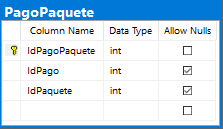 PagoPaquete
Column Name Data Type Allow Nulls
IdPagoPaquete int
IdPago int
IdPaquete int